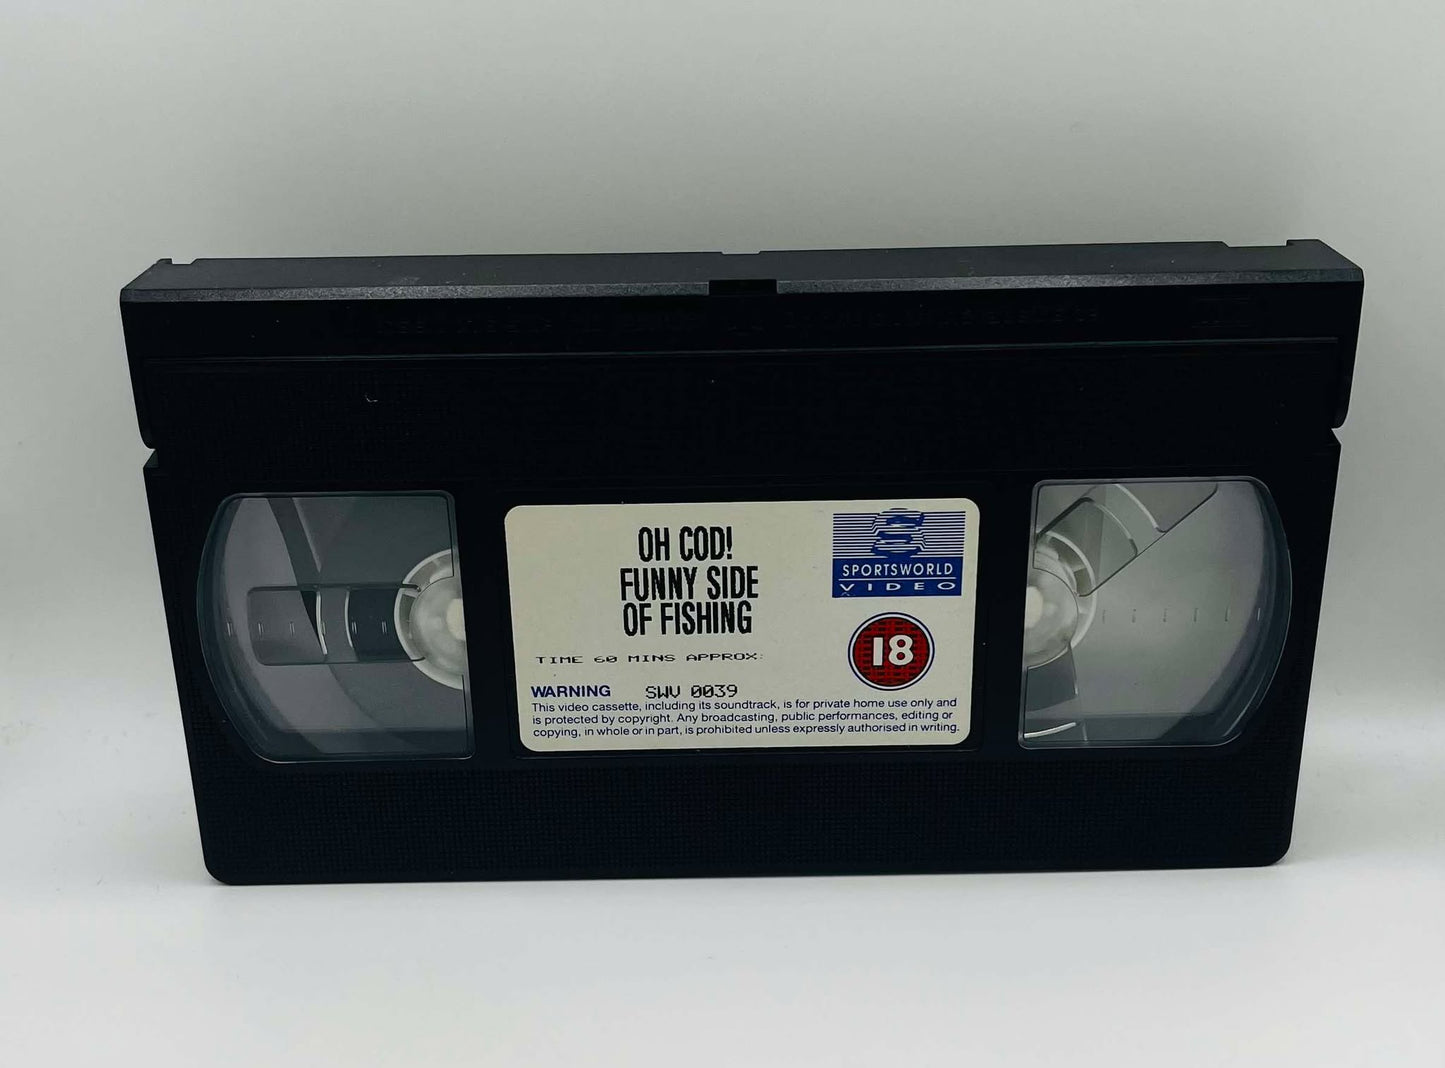 OH COD!
FUNNY SIDE
OF FISHING
SPORTSWORLD
VIDEO
18
TIME 60 MINS APPROX:
WARNING SWV 0039
This video cassette, including its soundtrack, is for private home use only and
is protected by copyright. Any broadcasting, public performances, editing or
copying, in whole or in part, is prohibited unless expressly authorised in writing.